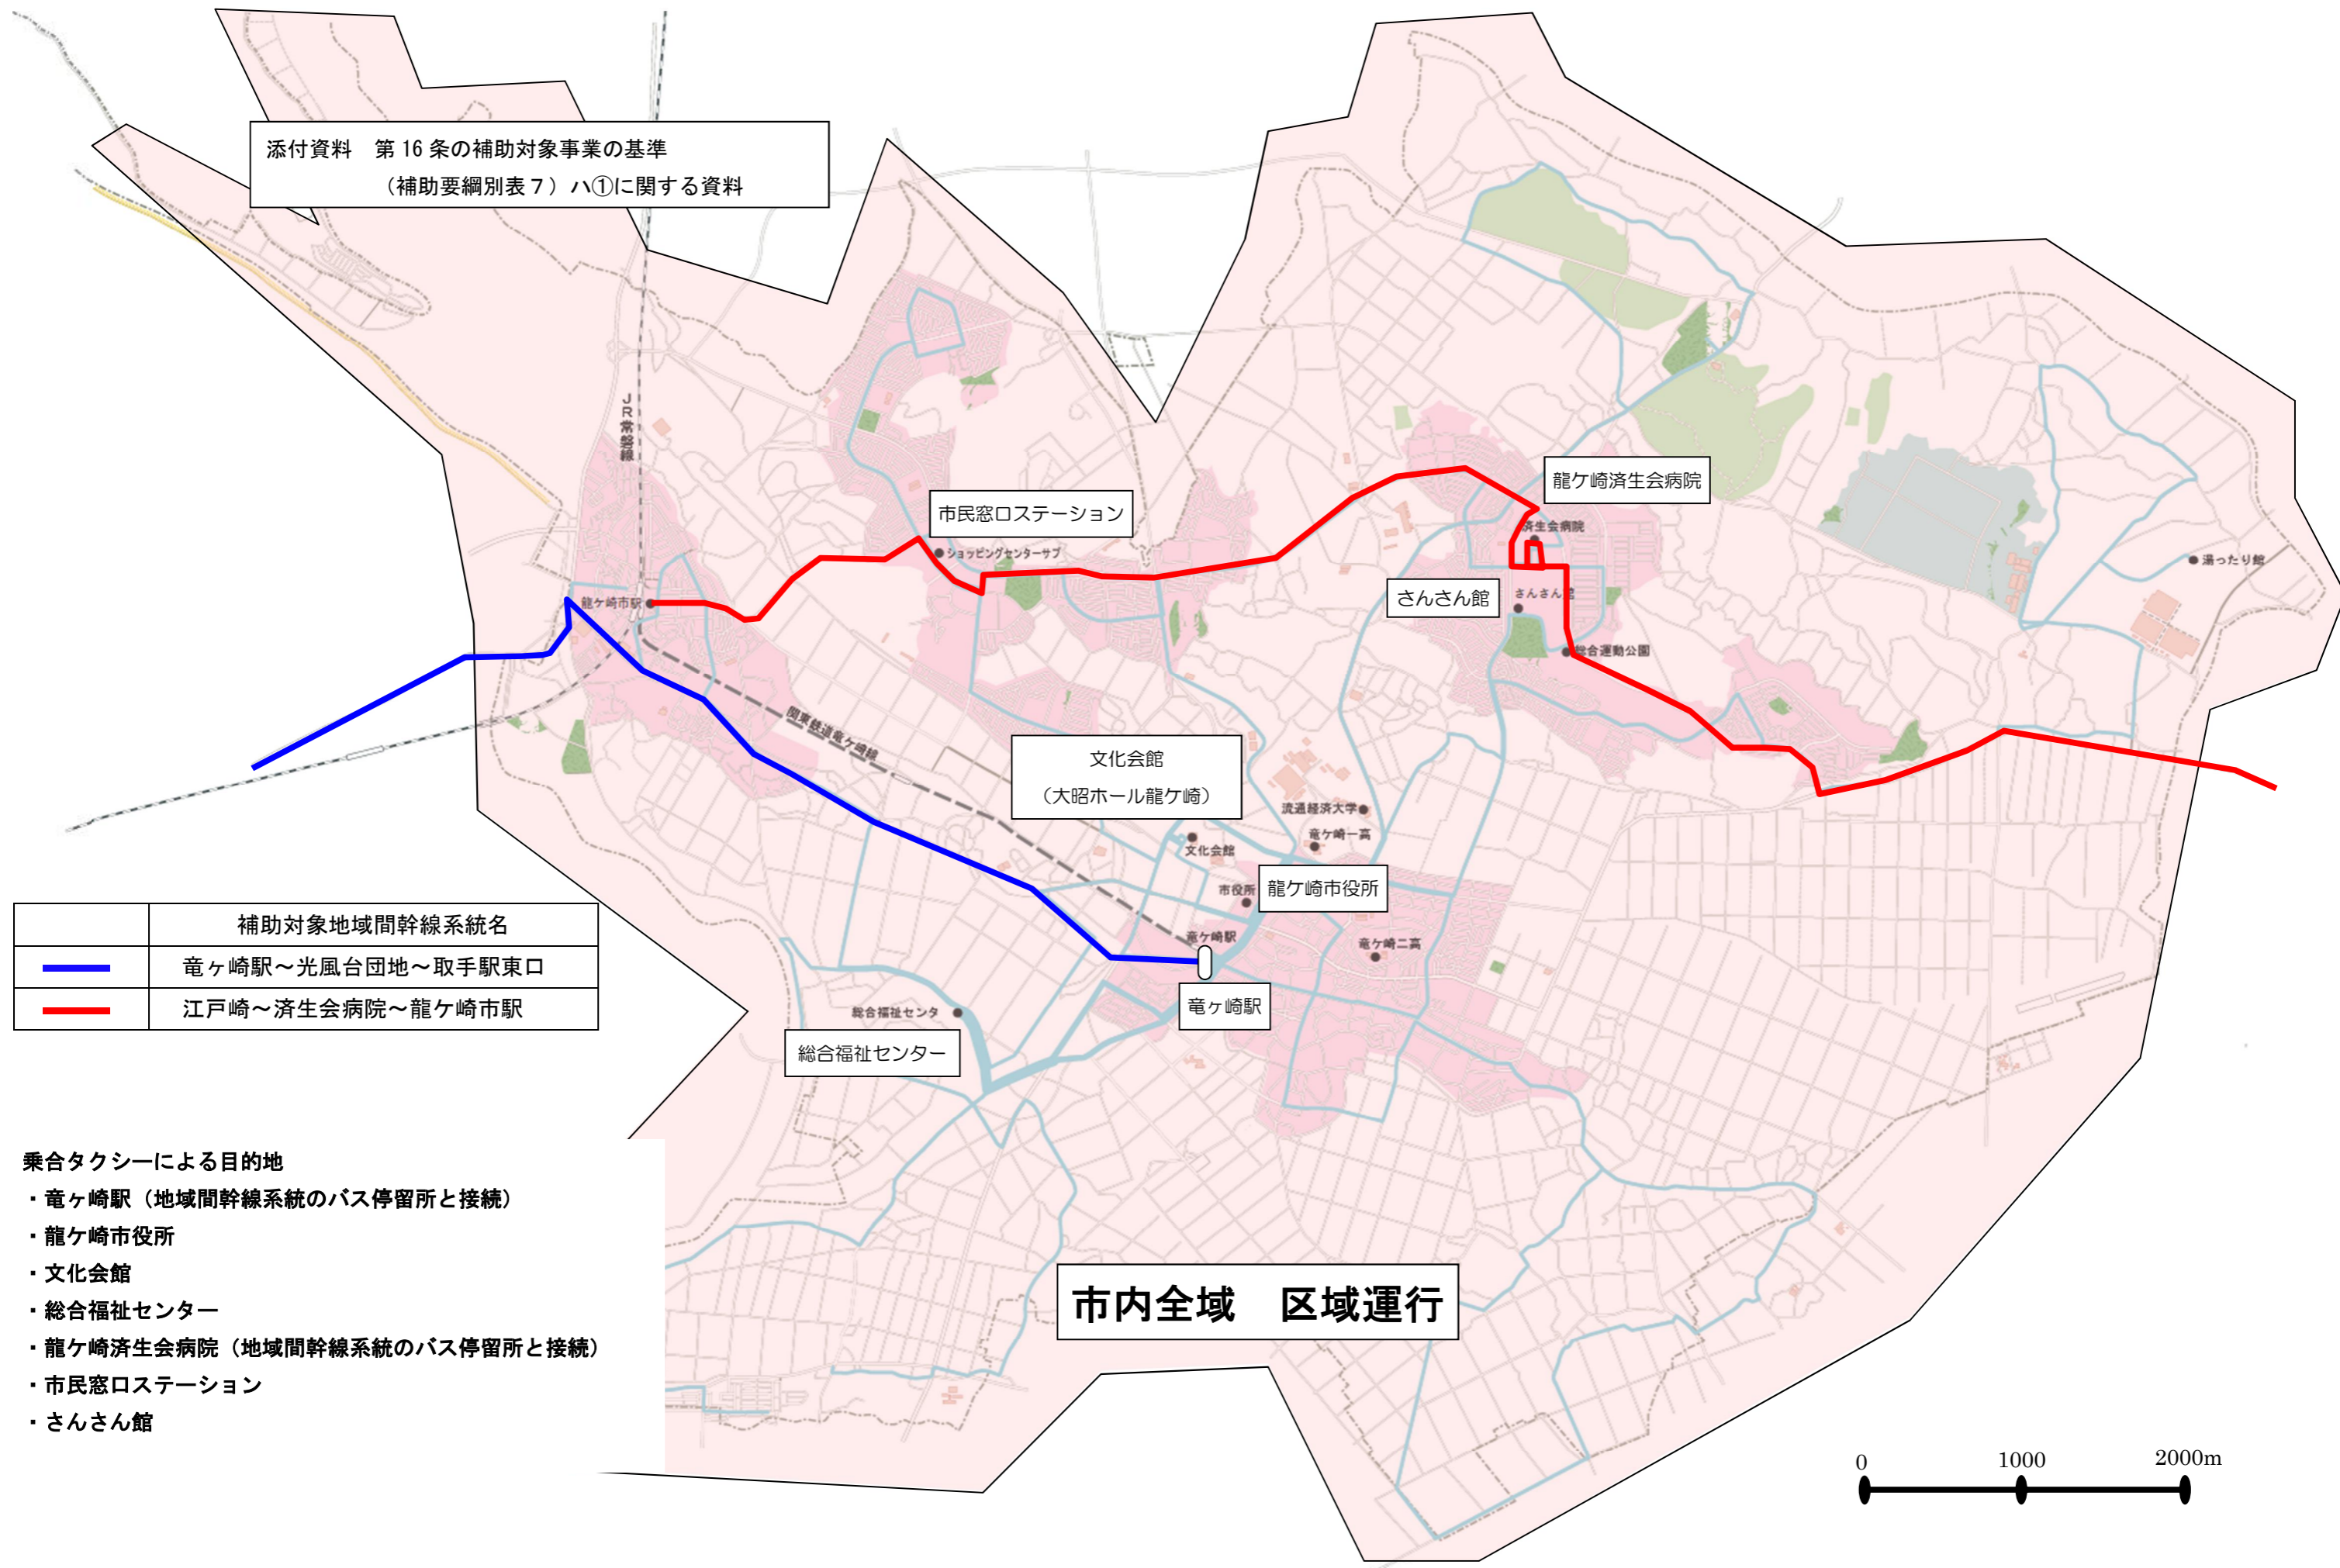 添付資料　第16条の補助対象事業の基準
（補助要綱別表７）ハ①に関する資料
ＪＲ常磐線
龍ケ崎済生会病院
市民窓口ステーション
済生会病院
ショッピングセンターサプラ
湯ったり館
龍ケ崎市駅
さんさん館
さんさん館
総合運動公園
関東鉄道竜ケ崎線
文化会館
（大昭ホール龍ケ崎）
流通経済大学
竜ケ崎一高
文化会館
龍ケ崎市役所
市役所
竜ケ崎駅
竜ケ崎二高
補助対象地域間幹線系統名
竜ヶ崎駅～光風台団地～取手駅東口
江戸崎～済生会病院～龍ケ崎市駅
竜ヶ崎駅
総合福祉センタ
総合福祉センター
乗合タクシーによる目的地
・竜ヶ崎駅（地域間幹線系統のバス停留所と接続）
・龍ケ崎市役所
・文化会館
・総合福祉センター
・龍ケ崎済生会病院（地域間幹線系統のバス停留所と接続）
・市民窓口ステーション
・さんさん館
市内全域　区域運行
0 1000 2000m